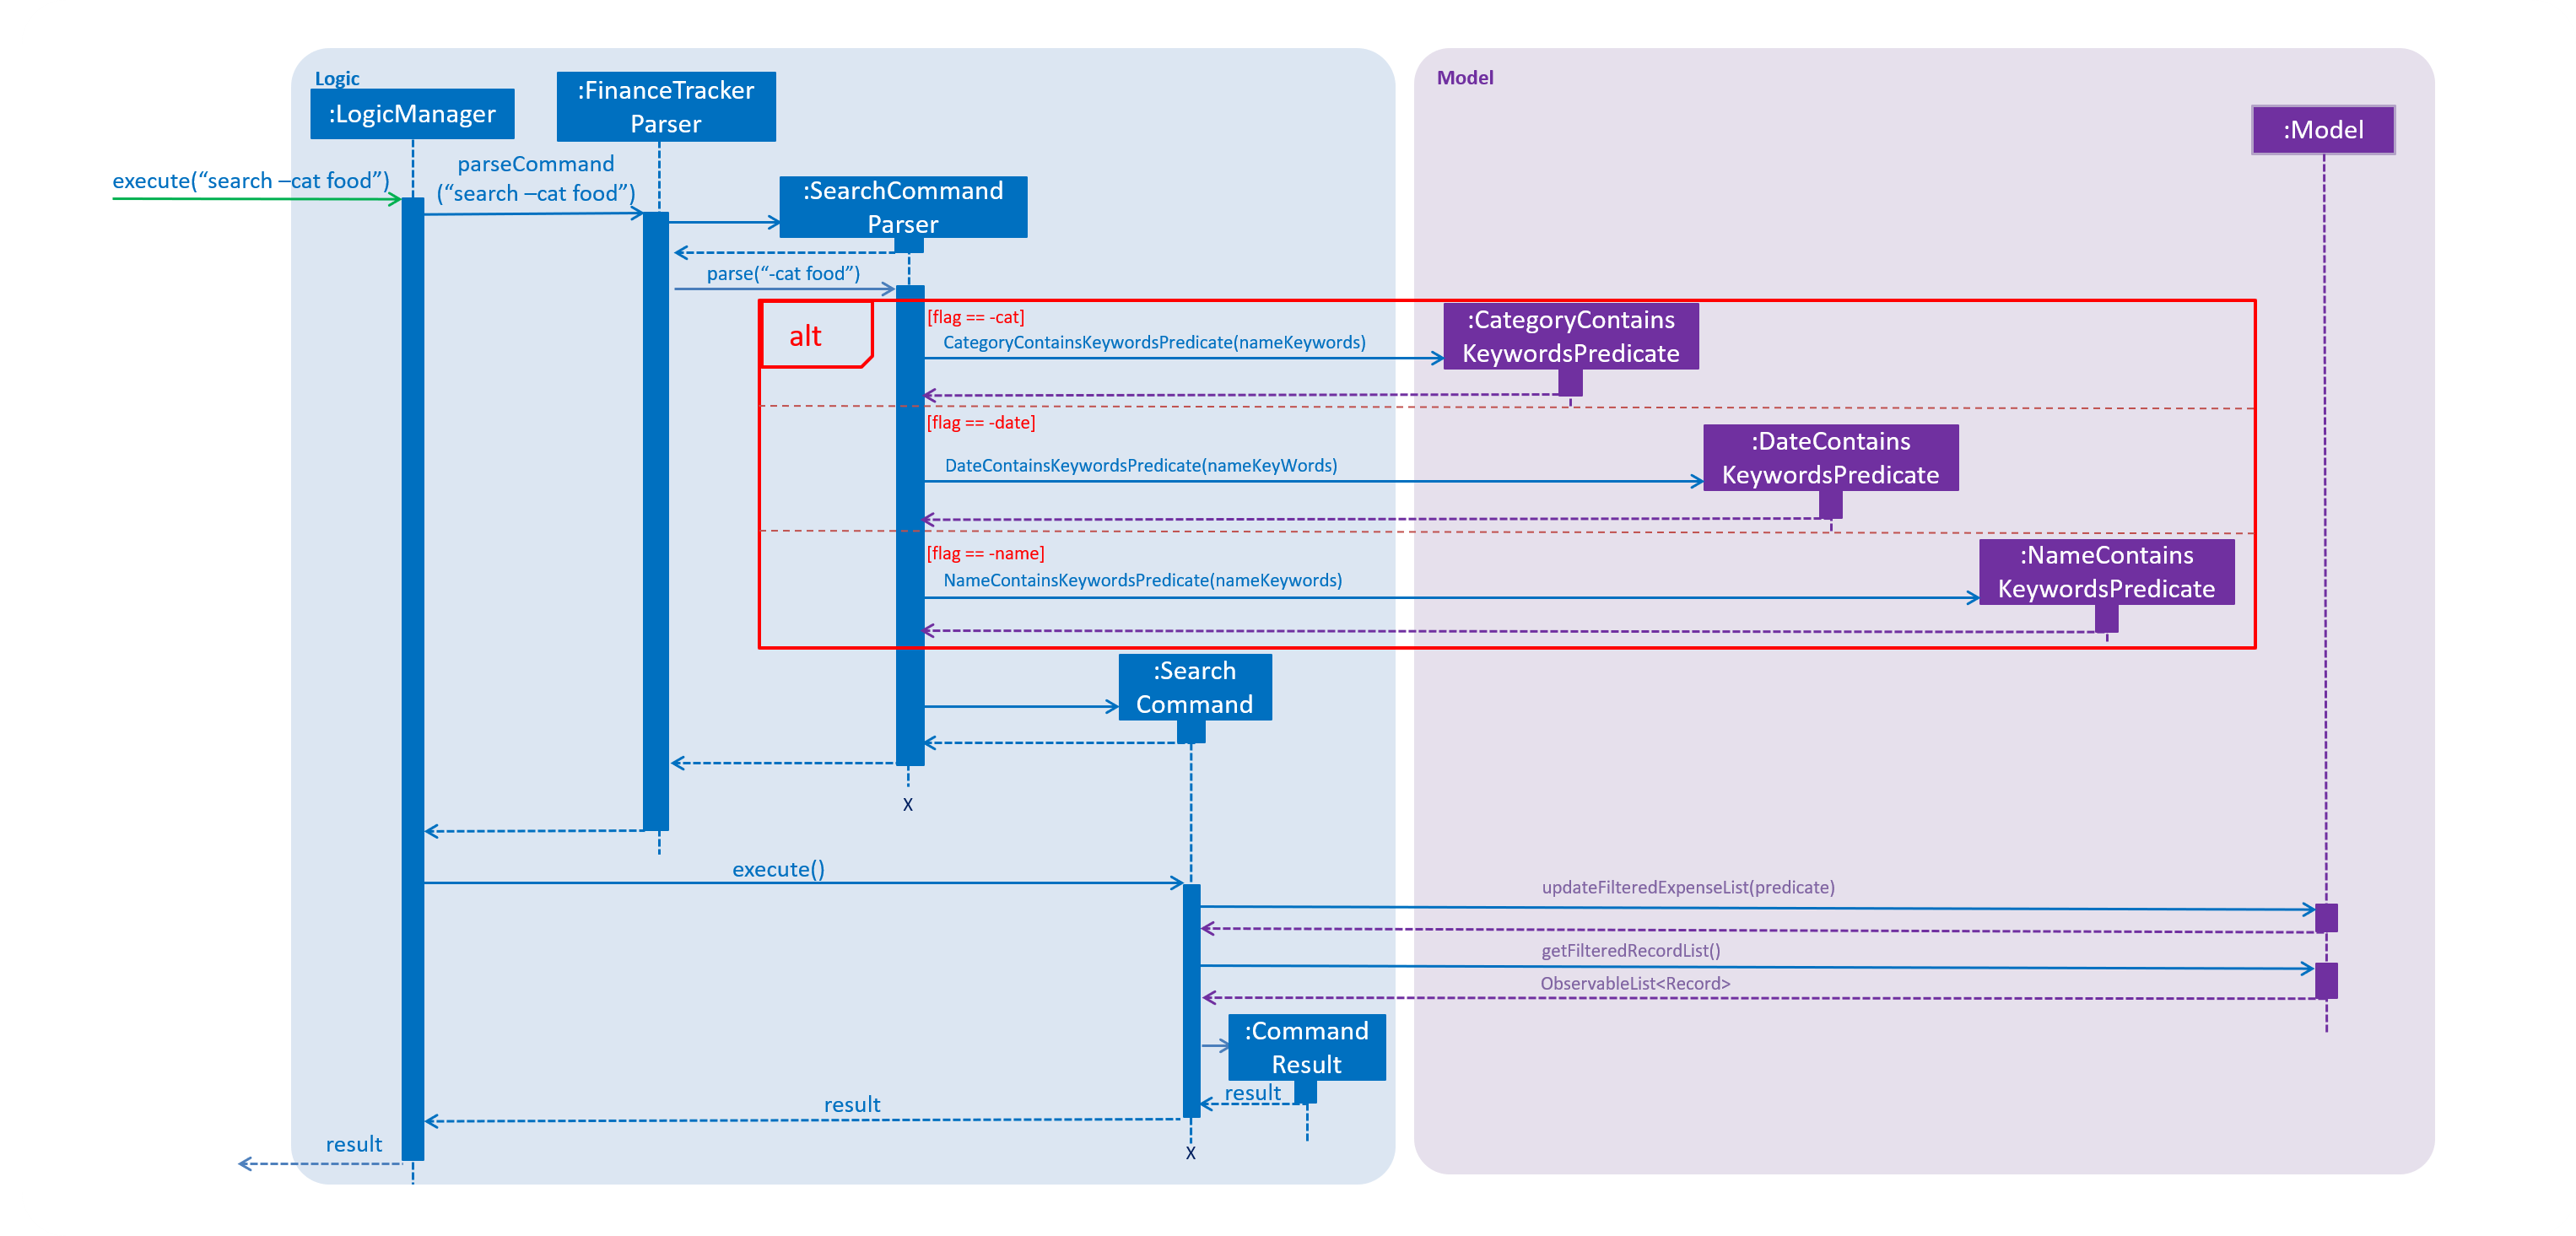 Logic
Model
:LogicManager
:FinanceTracker
Parser
:Model
execute(“search –cat food”)
parseCommand
(“search –cat food”)
:SearchCommand
Parser
parse(“-cat food”)
alt
[flag == -cat]
CategoryContainsKeywordsPredicate(nameKeywords)
:CategoryContains
KeywordsPredicate
[flag == -date]
DateContainsKeywordsPredicate(nameKeyWords)
:DateContains
KeywordsPredicate
[flag == -name]
NameContainsKeywordsPredicate(nameKeywords)
:NameContains
KeywordsPredicate
:Search
Command
X
execute()
updateFilteredExpenseList(predicate)
getFilteredRecordList()
ObservableList<Record>
:Command
Result
result
result
result
X